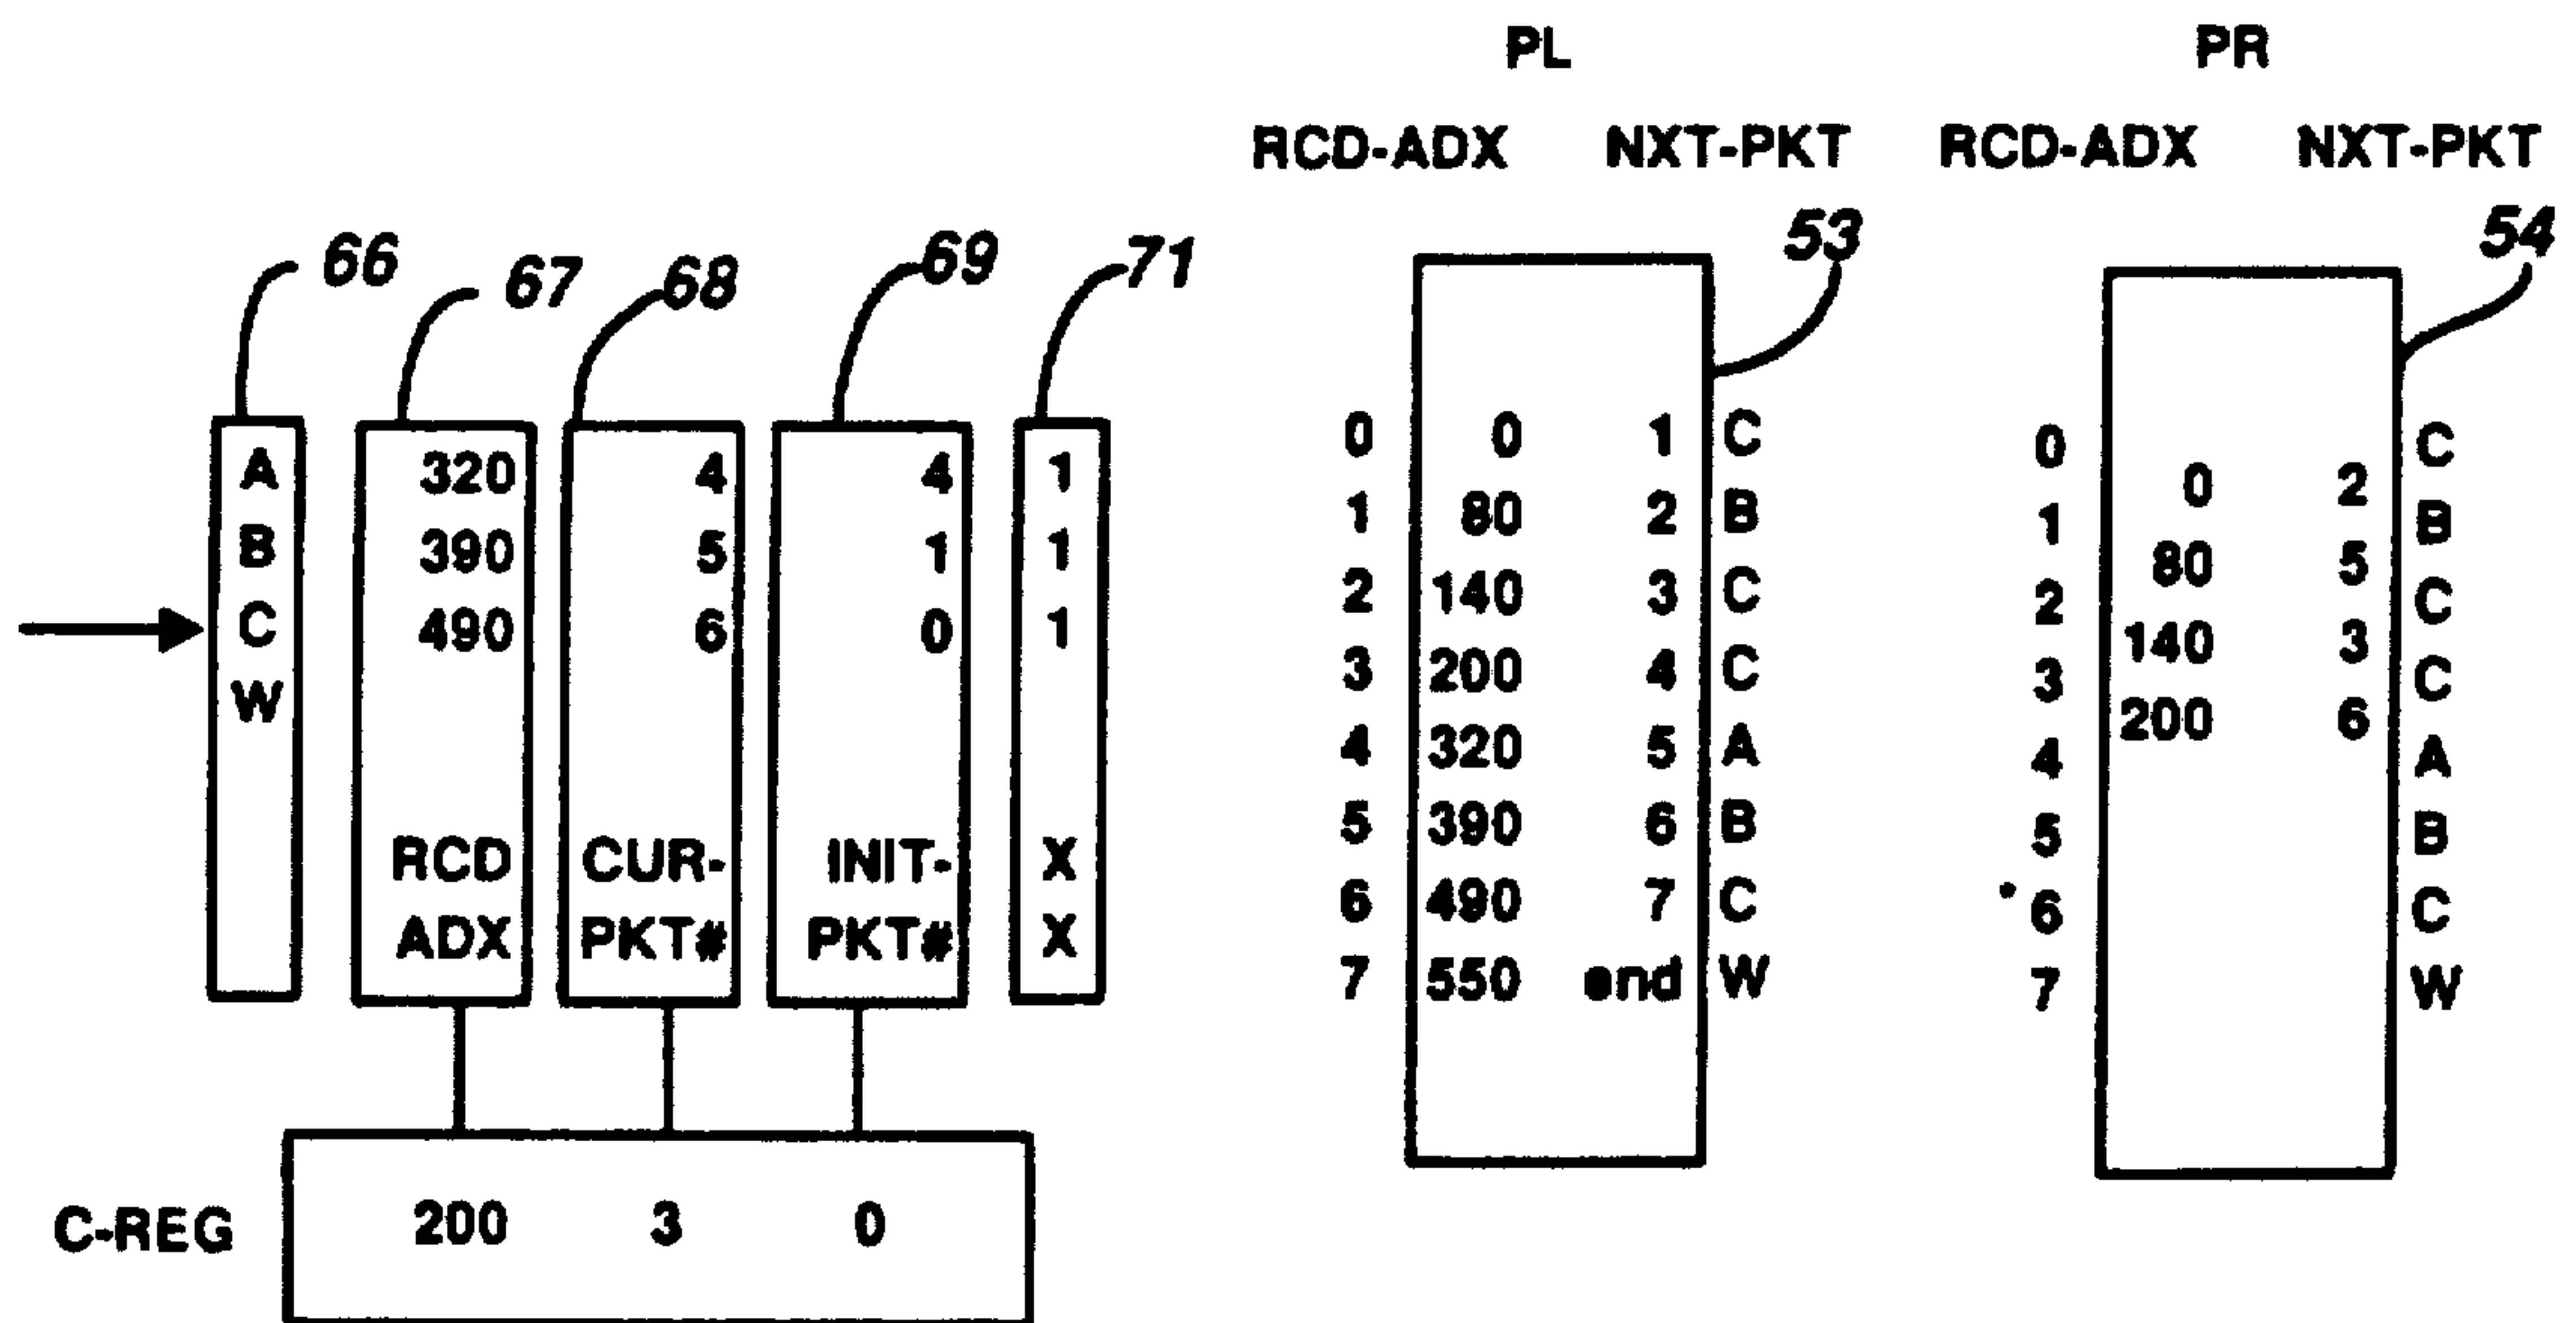 PL PR
RCD-ADX NXT-PKT RCD-ADX NXT-PKT
66 67 68 69 71 53 54
A 320 4 4 1
B 390 5 1 1
C 490 6 0 1
W
RCD CUR- INIT- X
ADX PKT# PKT# X
C-REG 200 3 0
0 0 1 C
1 80 2 B
2 140 3 C
3 200 4 C
4 320 5 A
5 390 6 B
6 490 7 C
7 550 end W
0 C
0 2
1 B
80 5
2 C
140 3
3 C
200 6
4 A
5 B
6 C
7 W